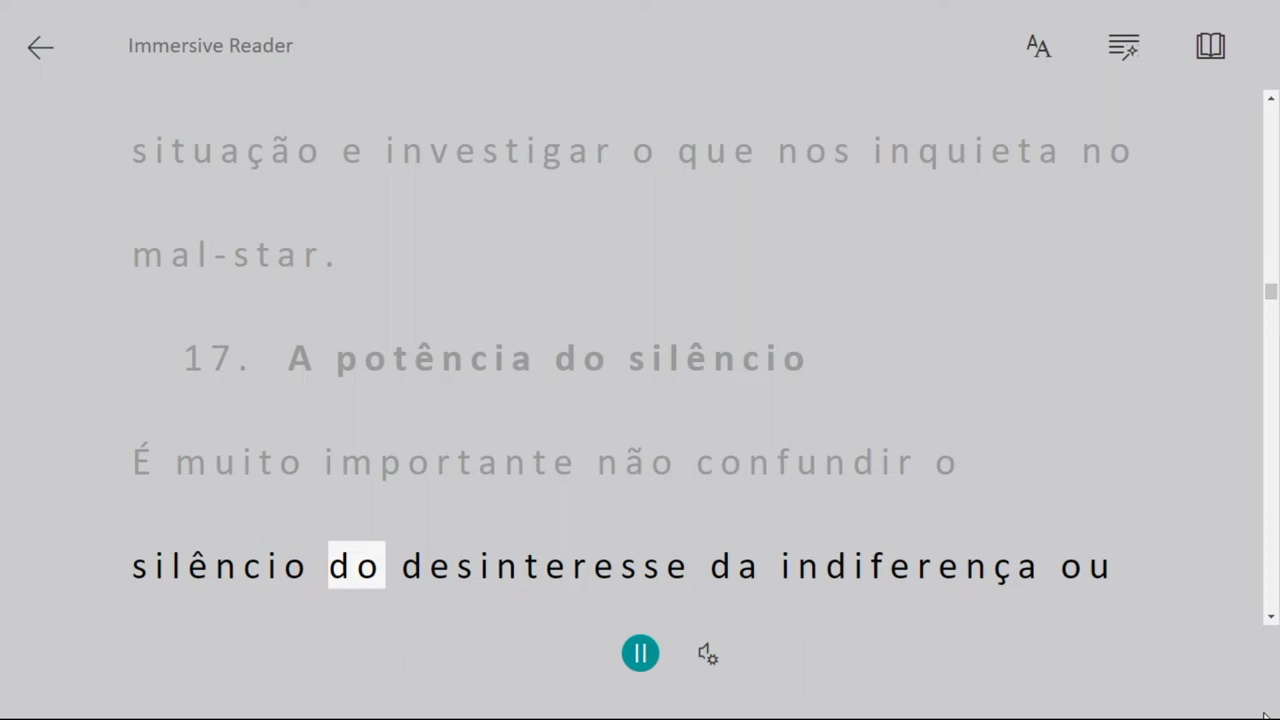 Immersive Reader
situação e investigar o que nos inquieta no
mal-star.
17. A potência do silêncio
É muito importante não confundir o
silêncio do desinteresse da indiferença ou